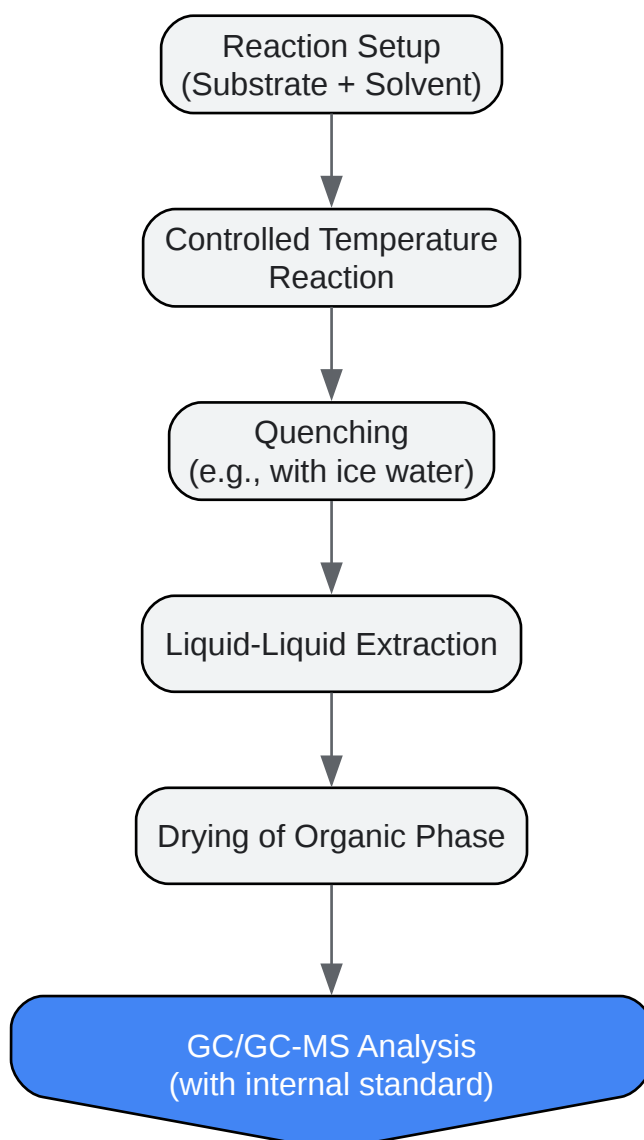 Reaction Setup
(Substrate + Solvent)
Controlled Temperature
Reaction
Quenching
(e.g., with ice water)
Liquid-Liquid Extraction
Drying of Organic Phase
GC/GC-MS Analysis
(with internal standard)